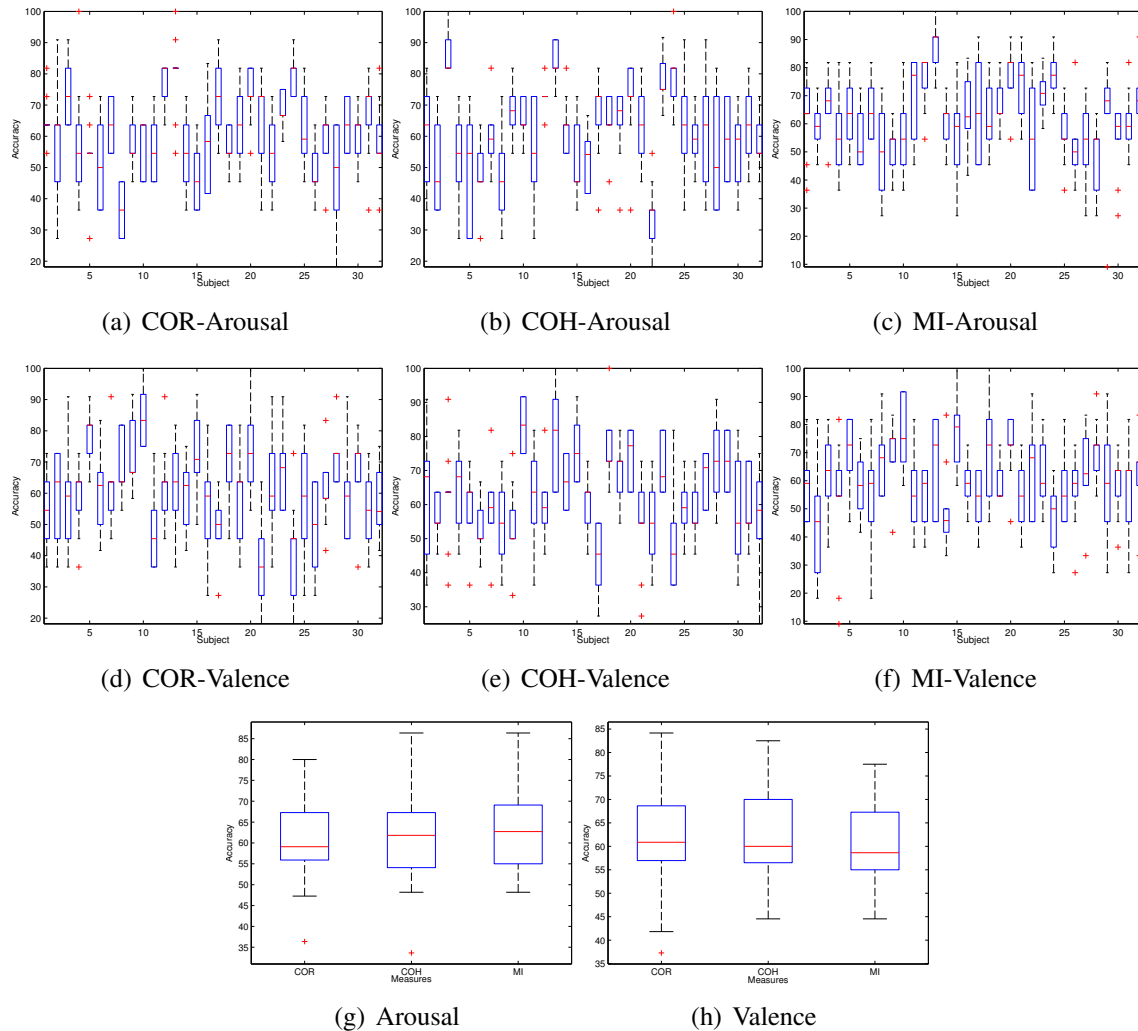 100
90
80
70
60
50
40
30
20
Accuracy
5 10 15 20 25 30
Subject
(a) COR-Arousal
100
90
80
70
60
50
40
30
20
Accuracy
5 10 15 20 25 30
Subject
(b) COH-Arousal
100
90
80
70
60
50
40
30
20
10
Accuracy
5 10 15 20 25 30
Subject
(c) MI-Arousal
100
90
80
70
60
50
40
30
20
Accuracy
5 10 15 20 25 30
Subject
(d) COR-Valence
100
90
80
70
60
50
40
30
Accuracy
5 10 15 20 25 30
Subject
(e) COH-Valence
100
90
80
70
60
50
40
30
20
10
Accuracy
5 10 15 20 25 30
Subject
(f) MI-Valence
85
80
75
70
65
60
55
50
45
40
35
Accuracy
COR COH MI
Measures
(g) Arousal
85
80
75
70
65
60
55
50
45
40
35
Accuracy
COR COH MI
Measures
(h) Valence